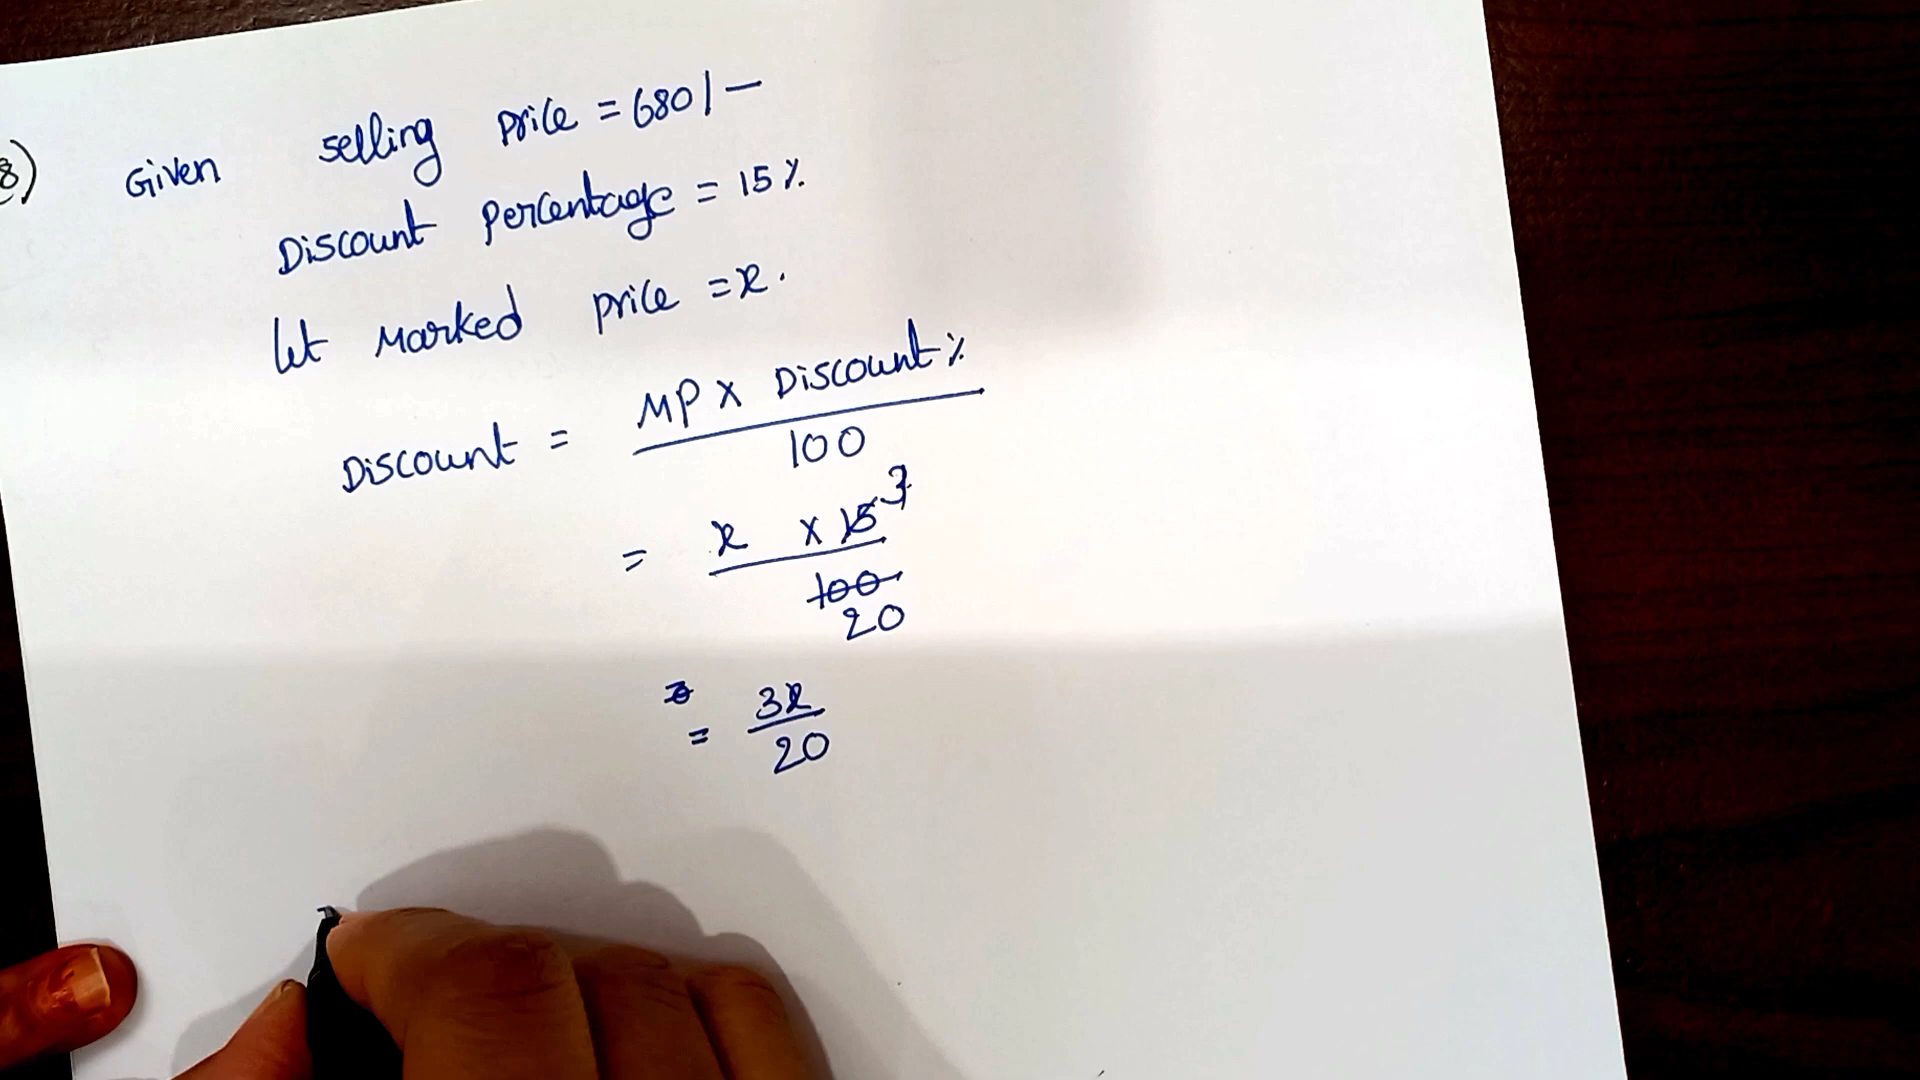 8) Given selling price = 680/-
Discount percentage = 15%
let Marked price = x.
Discount = MP x Discount% / 100
= x x 15 3 / 100 20
= 3x / 20